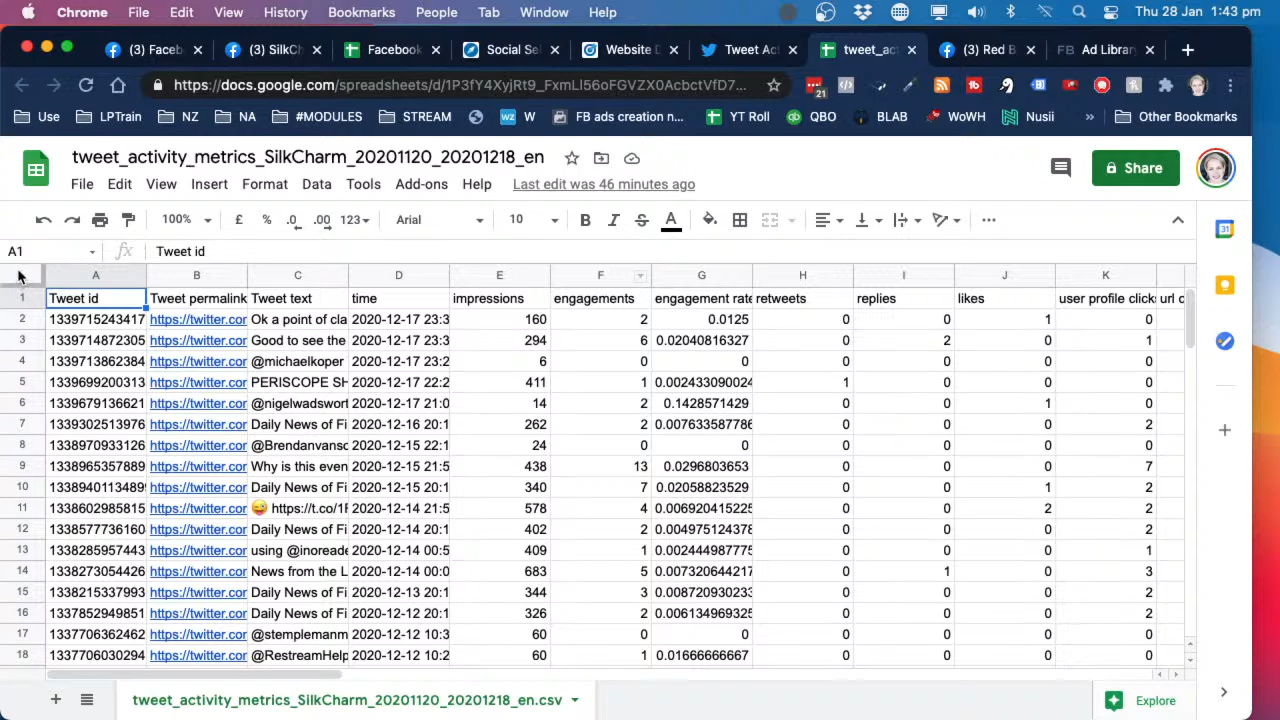 Chrome File Edit View History Bookmarks People Tab Window Help Thu 28 Jan 1:43 pm
(3) Faceb (3) SilkC Facebook Social Se Website D Tweet Ac tweet_ac (3) Red B FB Ad Library
https://docs.google.com/spreadsheets/d/1P3fY4XyjRt9_FxmLl56oFGVZX0AcbctVfD7... 21
Use LPTrain NZ NA #MODULES STREAM wz W FB ads creation n... YT Roll QBO BLAB WoWH Nusii » Other Bookmarks
tweet_activity_metrics_SilkCharm_20201120_20201218_en
Share
File Edit View Insert Format Data Tools Add-ons Help Last edit was 46 minutes ago
100% £ % .0 .00 123 Arial 10 B I S A
A1 fx Tweet id
A B C D E F G H I J K
1 Tweet id Tweet permalink Tweet text time impressions engagements engagement rate retweets replies likes user profile clicks url c
2 1339715243417 https://twitter.cor Ok a point of cla 2020-12-17 23:3 160 2 0.0125 0 0 1 0
3 1339714872305 https://twitter.cor Good to see the 2020-12-17 23:3 294 6 0.02040816327 0 2 0 1
4 1339713862384 https://twitter.cor @michaelkoper 2020-12-17 23:2 6 0 0 0 0 0 0
5 1339699200313 https://twitter.cor PERISCOPE SH 2020-12-17 22:2 411 1 0.002433090024 1 0 0 0
6 1339679136621 https://twitter.cor @nigelwadswort 2020-12-17 21:0 14 2 0.1428571429 0 0 1 0
7 1339302513976 https://twitter.cor Daily News of Fi 2020-12-16 20:1 262 2 0.007633587786 0 0 0 2
8 1338970933126 https://twitter.cor @Brendanvansc 2020-12-15 22:1 24 0 0 0 0 0 0
9 1338965357889 https://twitter.cor Why is this even 2020-12-15 21:5 438 13 0.0296803653 0 0 0 7
10 1338940113489 https://twitter.cor Daily News of Fi 2020-12-15 20:1 340 7 0.02058823529 0 0 1 2
11 1338602985815 https://twitter.cor 😜 https://t.co/1F 2020-12-14 21:5 578 4 0.006920415225 0 0 2 2
12 1338577736160 https://twitter.cor Daily News of Fi 2020-12-14 20:1 402 2 0.004975124378 0 0 0 2
13 1338285957443 https://twitter.cor using @inoreade 2020-12-14 00:5 409 1 0.002444987775 0 0 0 1
14 1338273054426 https://twitter.cor News from the L 2020-12-14 00:0 683 5 0.007320644217 0 1 0 3
15 1338215337993 https://twitter.cor Daily News of Fi 2020-12-13 20:1 344 3 0.008720930233 0 0 0 2
16 1337852949851 https://twitter.cor Daily News of Fi 2020-12-12 20:1 326 2 0.006134969325 0 0 0 2
17 1337706362462 https://twitter.cor @stemplemanm 2020-12-12 10:3 60 0 0 0 0 0 0
18 1337706030294 https://twitter.cor @RestreamHelp 2020-12-12 10:2 60 1 0.01666666667 0 0 0 0
tweet_activity_metrics_SilkCharm_20201120_20201218_en.csv Explore